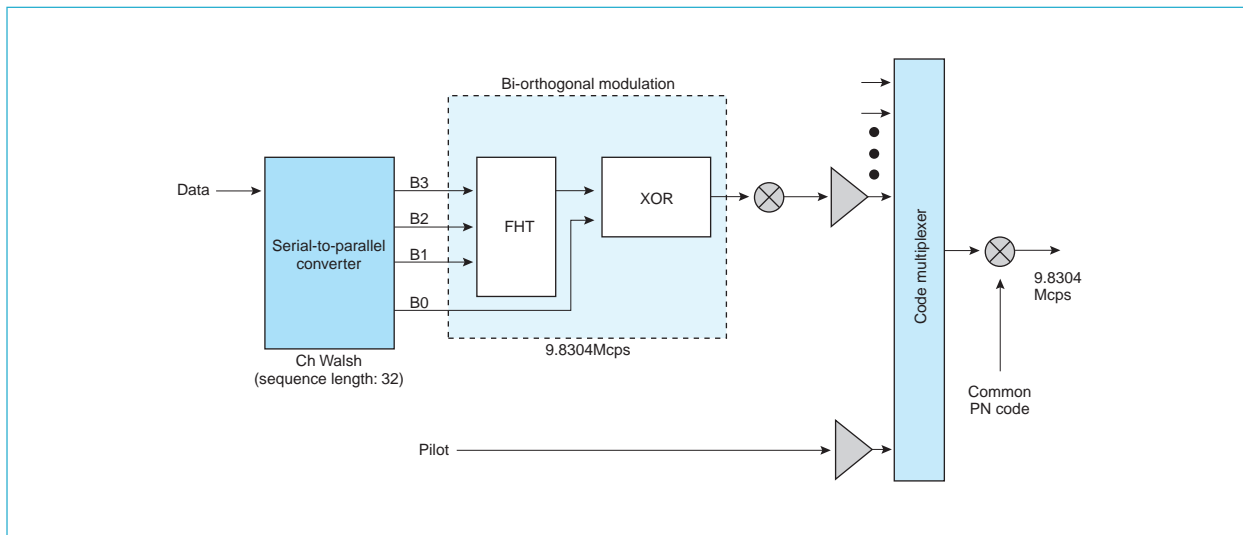 Bi-orthogonal modulation
Data
Serial-to-parallel
converter
B3
B2
B1
B0
FHT
XOR
9.8304Mcps
Ch Walsh
(sequence length: 32)
Code multiplexer
9.8304
Mcps
Common
PN code
Pilot